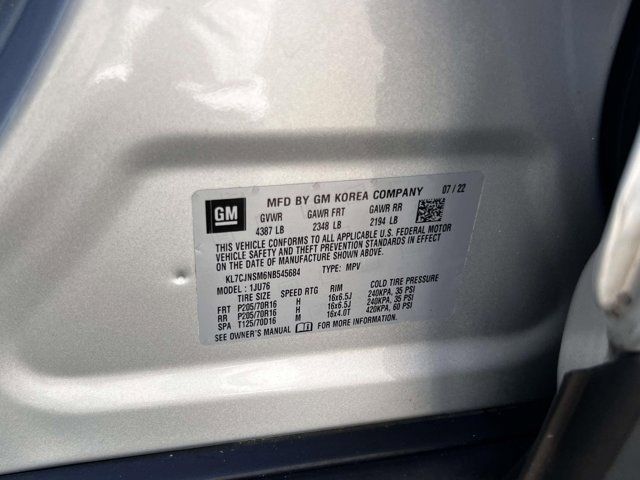 GM
MFD BY GM KOREA COMPANY 07 / 22
GVWR GAWR FRT GAWR RR
4387 LB 2348 LB 2194 LB
THIS VEHICLE CONFORMS TO ALL APPLICABLE U.S. FEDERAL MOTOR
VEHICLE SAFETY AND THEFT PREVENTION STANDARDS IN EFFECT
ON THE DATE OF MANUFACTURE SHOWN ABOVE.
KL7CJNSM6NB545684 TYPE: MPV
MODEL: 1JU76
TIRE SIZE SPEED RTG RIM COLD TIRE PRESSURE
FRT P205/70R16 H 16x6.5J 240KPA, 35 PSI
RR P205/70R16 H 16x6.5J 240KPA, 35 PSI
SPA T125/70D16 M 16x4.0T 420KPA, 60 PSI
SEE OWNER'S MANUAL FOR MORE INFORMATION.